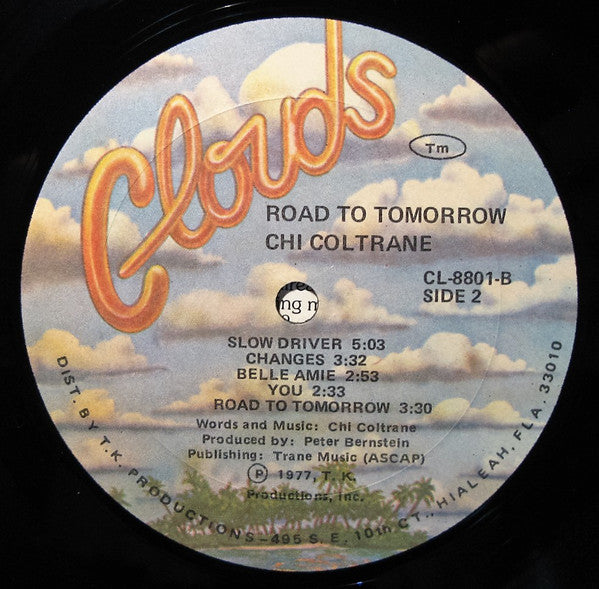 Clouds
Tm
ROAD TO TOMORROW
CHI COLTRANE
CL-8801-B
SIDE 2
ng n
SLOW DRIVER 5:03
CHANGES 3:32
BELLE AMIE 2:53
YOU 2:33
ROAD TO TOMORROW 3:30
Words and Music: Chi Coltrane
Produced by: Peter Bernstein
Publishing: Trane Music (ASCAP)
Ⓟ 1977, T. K.
Productions, Inc.
DIST. BY T.K. PRODUCTIONS-495 S. E. 10th CT., HIALEAH, FLA. 33010